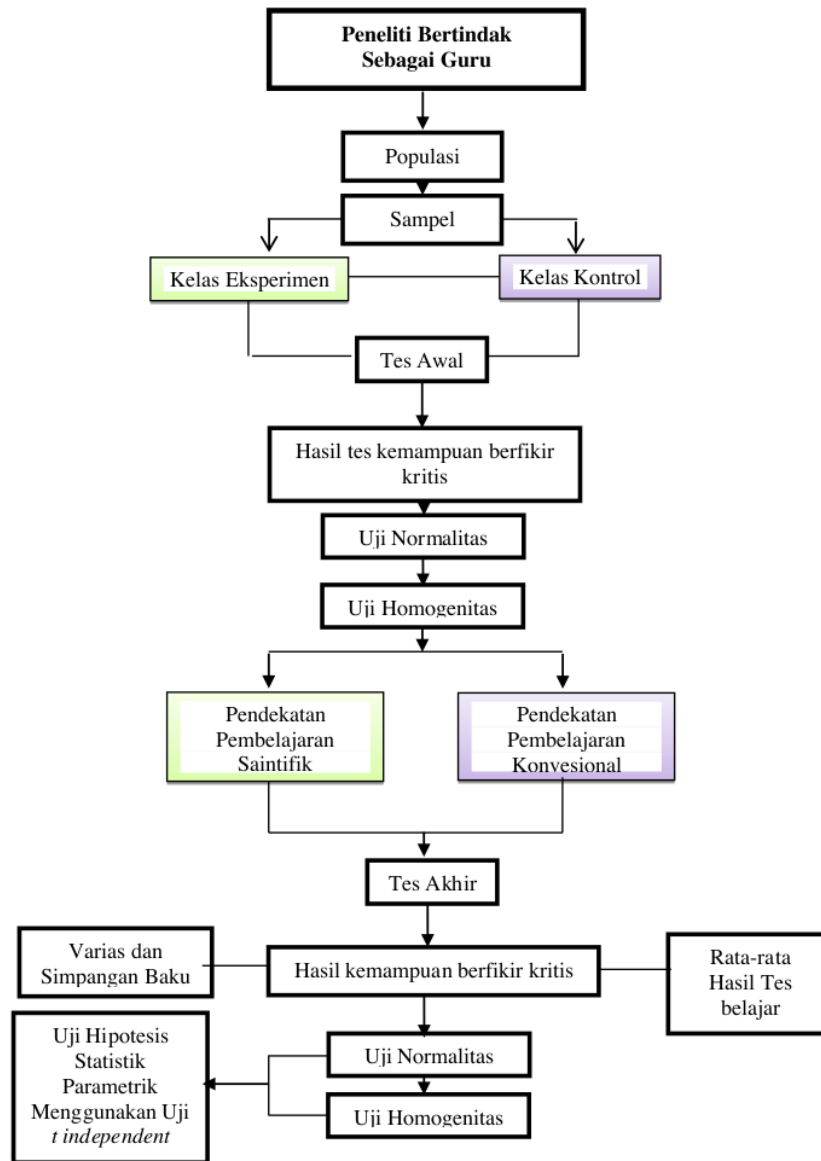 Peneliti Bertindak
Sebagai Guru
Populasi
Sampel
Kelas Eksperimen
Kelas Kontrol
Tes Awal
Hasil tes kemampuan berfikir
kritis
Uji Normalitas
Uji Homogenitas
Pendekatan
Pembelajaran
Saintifik
Pendekatan
Pembelajaran
Konvesional
Tes Akhir
Varias dan
Simpangan Baku
Hasil kemampuan berfikir kritis
Rata-rata
Hasil Tes
belajar
Uji Hipotesis
Statistik
Parametrik
Menggunakan Uji
t independent
Uji Normalitas
Uji Homogenitas